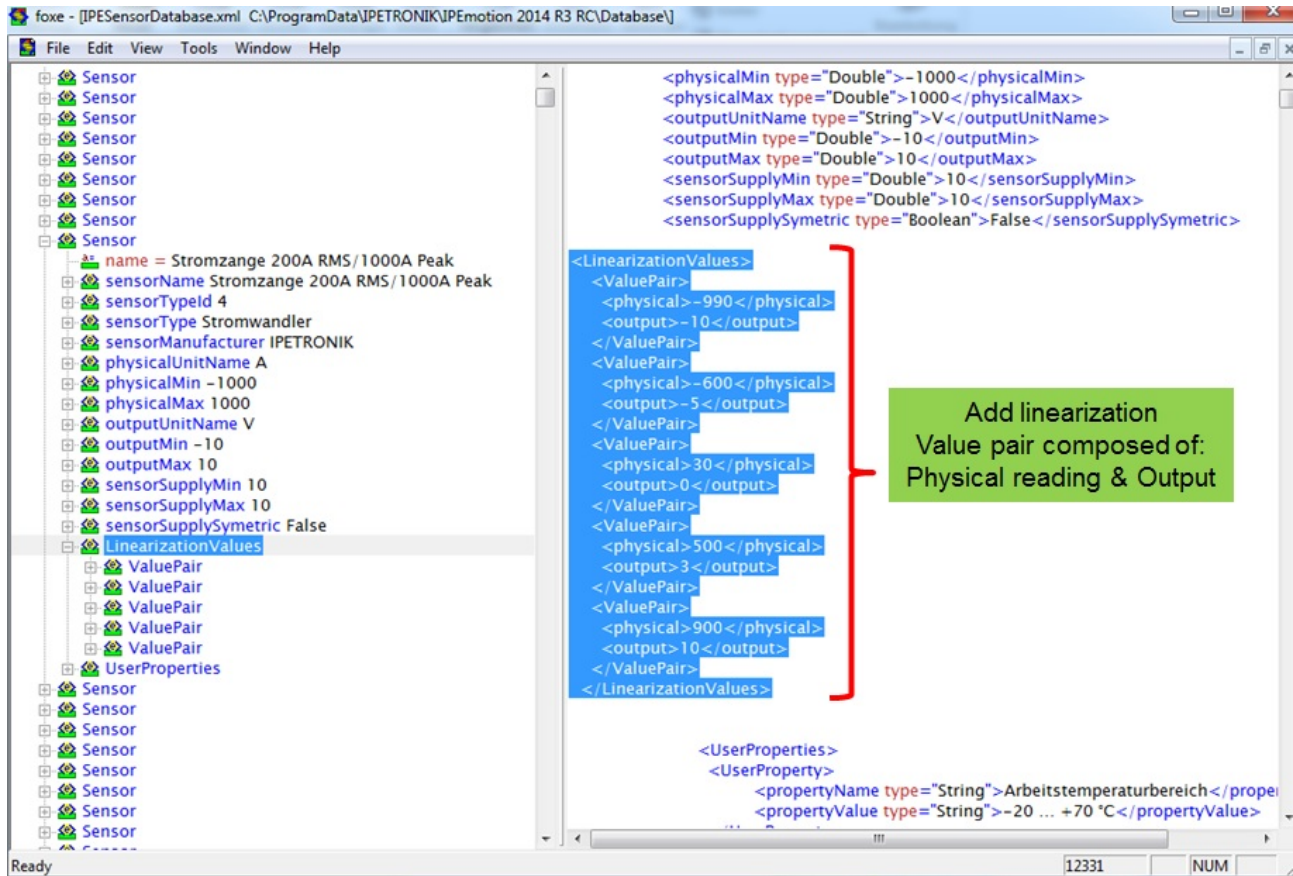 foxe - [IPESensorDatabase.xml C:\ProgramData\IPETRONIK\IPEmotion 2014 R3 RC\Database\]
File Edit View Tools Window Help
Sensor
Sensor
Sensor
Sensor
Sensor
Sensor
Sensor
Sensor
Sensor
name = Stromzange 200A RMS/1000A Peak
sensorName Stromzange 200A RMS/1000A Peak
sensorTypeId 4
sensorType Stromwandler
sensorManufacturer IPETRONIK
physicalUnitName A
physicalMin -1000
physicalMax 1000
outputUnitName V
outputMin -10
outputMax 10
sensorSupplyMin 10
sensorSupplyMax 10
sensorSupplySymetric False
LinearizationValues
ValuePair
ValuePair
ValuePair
ValuePair
ValuePair
UserProperties
Sensor
Sensor
Sensor
Sensor
Sensor
Sensor
Sensor
Sensor
<physicalMin type="Double">-1000</physicalMin>
<physicalMax type="Double">1000</physicalMax>
<outputUnitName type="String">V</outputUnitName>
<outputMin type="Double">-10</outputMin>
<outputMax type="Double">10</outputMax>
<sensorSupplyMin type="Double">10</sensorSupplyMin>
<sensorSupplyMax type="Double">10</sensorSupplyMax>
<sensorSupplySymetric type="Boolean">False</sensorSupplySymetric>
<LinearizationValues>
<ValuePair>
<physical>-990</physical>
<output>-10</output>
</ValuePair>
<ValuePair>
<physical>-600</physical>
<output>-5</output>
</ValuePair>
<ValuePair>
<physical>30</physical>
<output>0</output>
</ValuePair>
<ValuePair>
<physical>500</physical>
<output>3</output>
</ValuePair>
<ValuePair>
<physical>900</physical>
<output>10</output>
</ValuePair>
</LinearizationValues>
<UserProperties>
<UserProperty>
<propertyName type="String">Arbeitstemperaturbereich</proper
<propertyValue type="String">-20 ... +70 °C</propertyValue>
Add linearization
Value pair composed of:
Physical reading & Output
Ready
12331 NUM